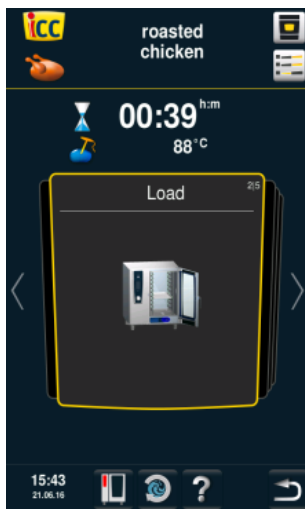 icc
roasted
chicken
00:39 h:m
88°C
Load
2|5
15:43
21.06.16
?